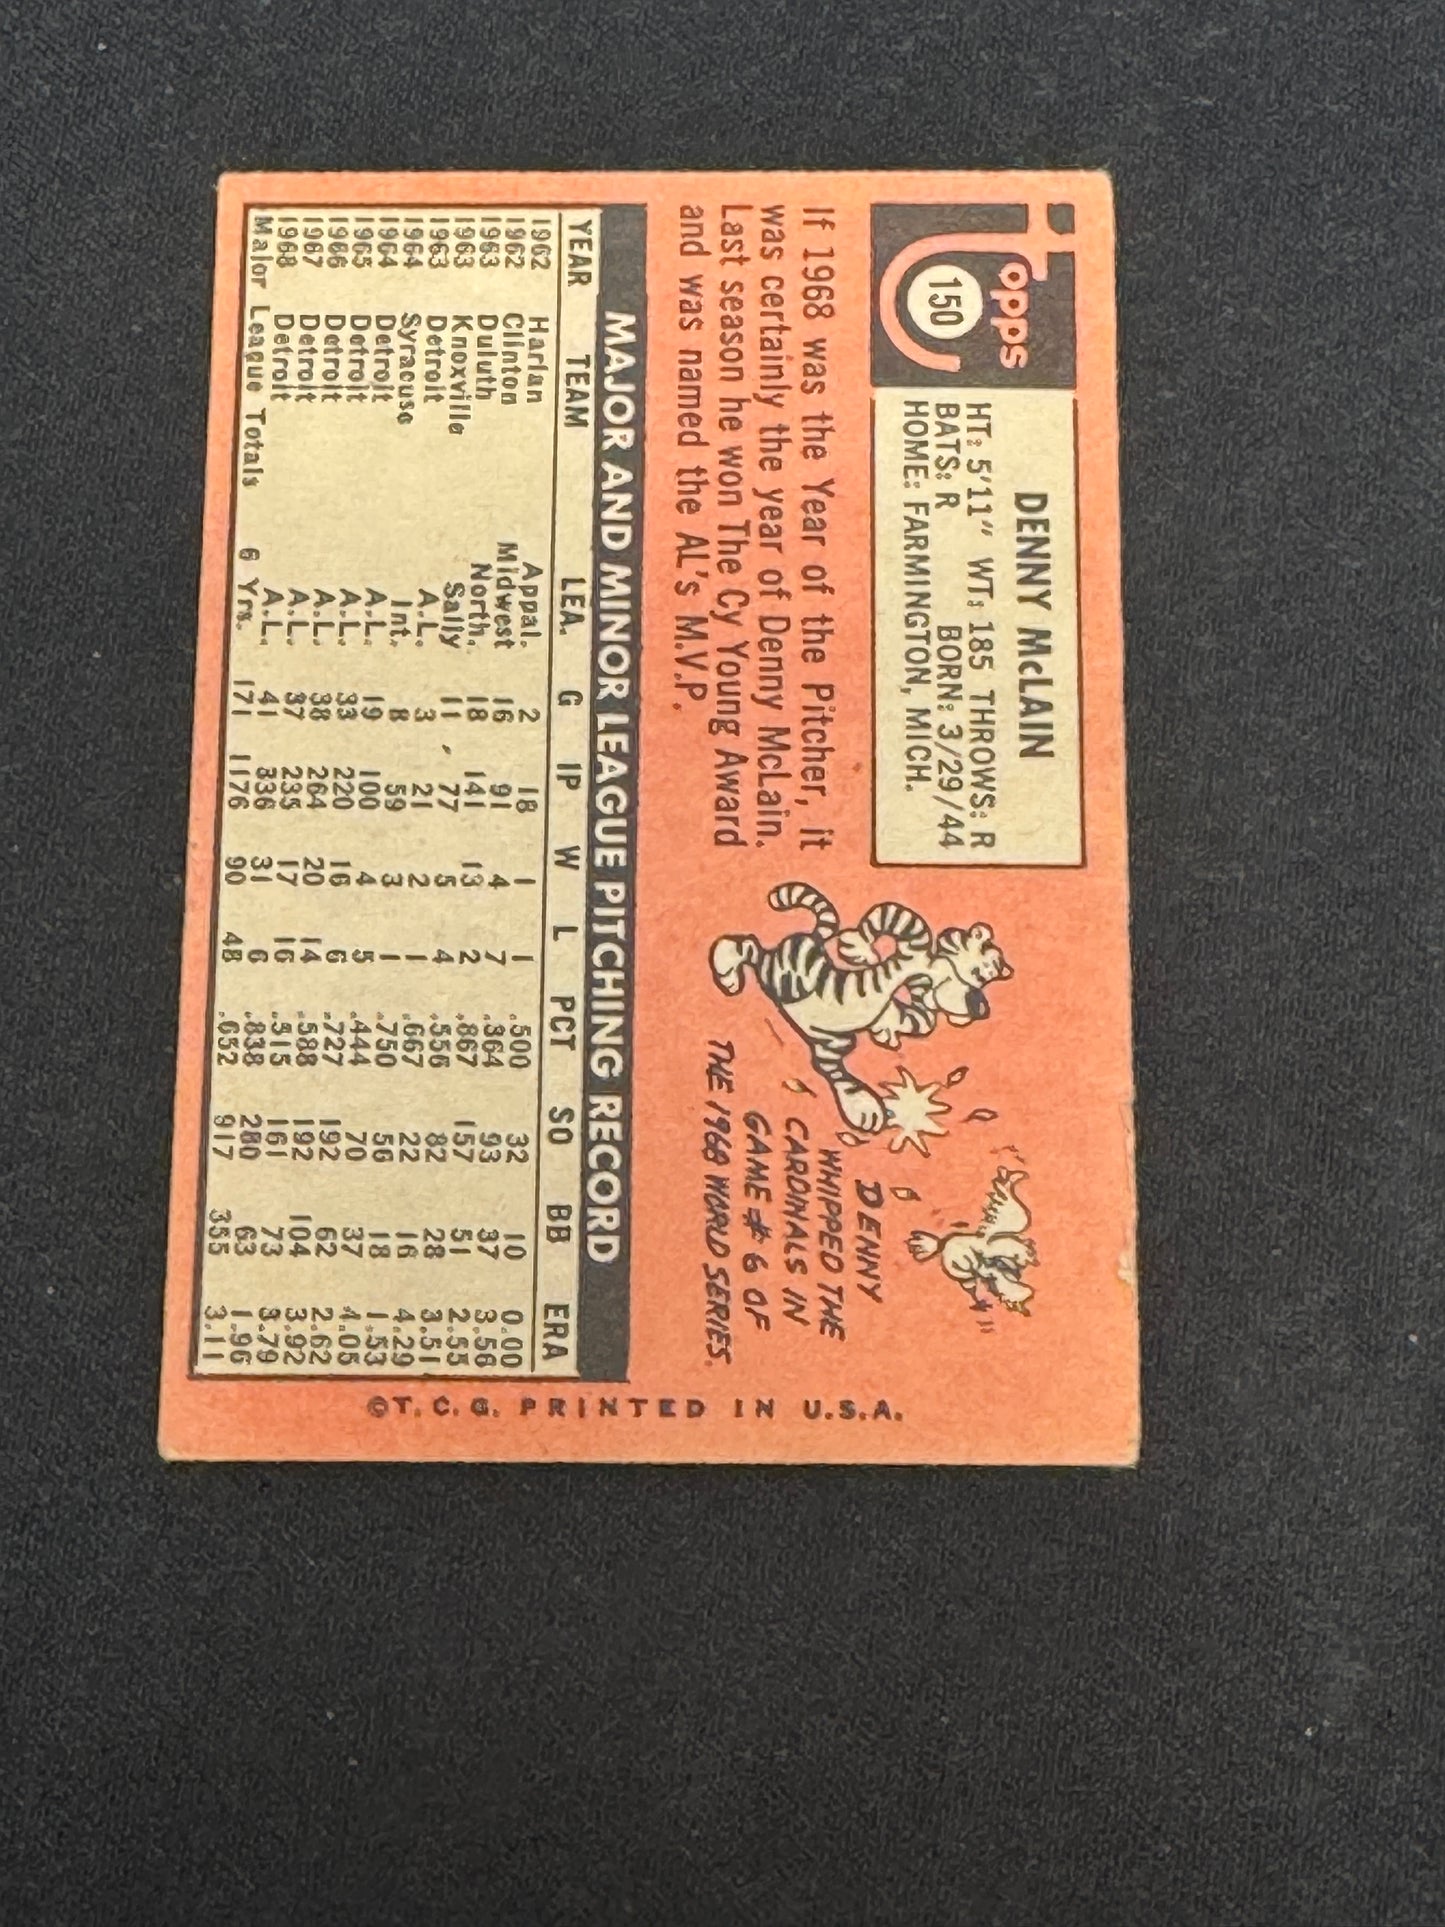 Topps
150
DENNY McLAIN
HT: 5'11" WT: 185 THROWS: R
BATS: R BORN: 3/29/44
HOME: FARMINGTON, MICH.
If 1968 was the Year of the Pitcher, it
was certainly the year of Denny McLain.
Last season he won The Cy Young Award
and was named the AL's M.V.P.
DENNY
WHIPPED THE
CARDINALS IN
GAME # 6 OF
THE 1968 WORLD SERIES.
MAJOR AND MINOR LEAGUE PITCHING RECORD
YEAR TEAM LEA. G IP W L PCT SO BB ERA
1962 Harlan Appal. 2 18 1 1 .500 32 10 0.00
1962 Clinton Midwest 16 91 4 7 .364 93 37 3.56
1963 Duluth North. 18 141 13 2 .867 157 51 2.55
1963 Knoxville Sally 11 77 5 4 .556 82 28 3.51
1963 Detroit A.L. 3 21 2 1 .667 22 16 4.29
1964 Syracuse Int. 8 59 3 1 .750 56 18 1.53
1964 Detroit A.L. 19 100 4 5 .444 70 37 4.05
1965 Detroit A.L. 33 220 16 6 .727 192 62 2.62
1966 Detroit A.L. 38 264 20 14 .588 192 104 3.92
1967 Detroit A.L. 37 235 17 16 .515 161 73 3.79
1968 Detroit A.L. 41 336 31 6 .838 280 63 1.96
Major League Totals 6 Yrs. 171 1176 90 48 .652 917 355 3.11
©T.C.G. PRINTED IN U.S.A.